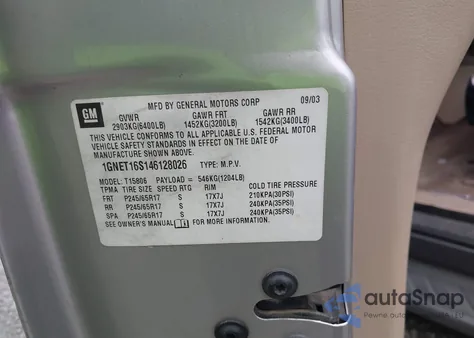 GM
MFD BY GENERAL MOTORS CORP 09/03
GVWR GAWR FRT GAWR RR
2903KG(6400LB) 1452KG(3200LB) 1542KG(3400LB)
THIS VEHICLE CONFORMS TO ALL APPLICABLE U.S. FEDERAL MOTOR
VEHICLE SAFETY STANDARDS IN EFFECT ON THE DATE OF
MANUFACTURE SHOWN ABOVE.
1GNET16S146128026 TYPE: M.P.V.
MODEL: T15806 PAYLOAD = 546KG(1204LB)
TPMA TIRE SIZE SPEED RTG RIM COLD TIRE PRESSURE
FRT P245/65R17 S 17X7J 210KPA(30PSI)
RR P245/65R17 S 17X7J 240KPA(35PSI)
SPA P245/65R17 S 17X7J 240KPA(35PSI)
SEE OWNER'S MANUAL FOR MORE INFORMATION.
autoSnap
Pewne auto